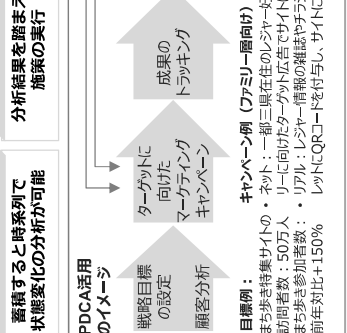 蓄積すると時系列で
状態変化の分析が可能
分析結果を踏まえ
施策の実行
PDCA活用
のイメージ
戦略目標
の設定
顧客分析
ターゲットに
向けた
マーケティング
キャンペーン
成果の
トラッキング
目標例：
まち歩き特集サイトの
訪問者数：50万人
まち歩き参加者数：
前年対比+150%
キャンペーン例（ファミリー層向け）
• ネット：一都三県在住のレジャー
リーに向けたターゲット広告でサイト
• リアル：レジャー情報の雑誌やチラ
レットにQRコードを付与し、サイトに